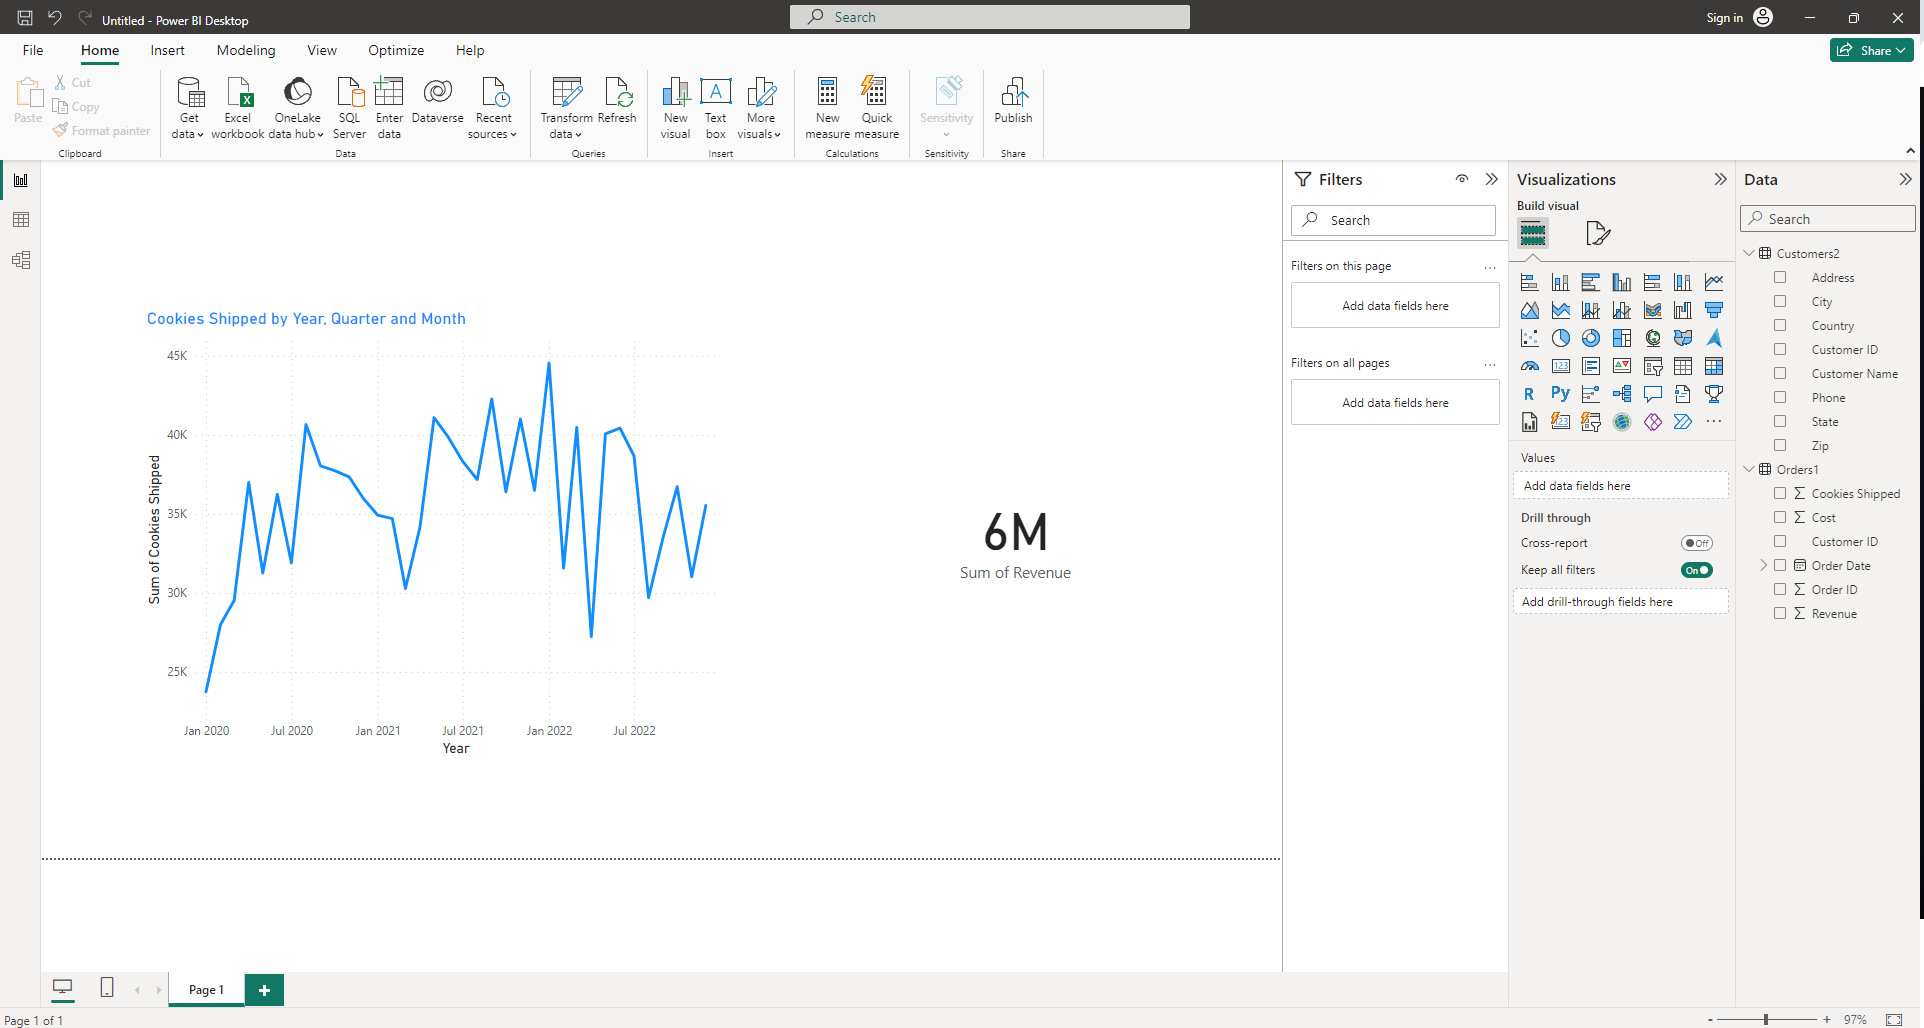 Untitled - Power BI Desktop
Search
Sign in
File
Home
Insert
Modeling
View
Optimize
Help
Share
Paste
Cut
Copy
Format painter
Clipboard
Get data
Excel workbook
OneLake data hub
SQL Server
Enter data
Dataverse
Recent sources
Data
Transform data
Refresh
Queries
New visual
Text box
More visuals
Insert
New measure
Quick measure
Calculations
Sensitivity
Sensitivity
Publish
Share
Cookies Shipped by Year, Quarter and Month
45K
40K
35K
30K
25K
Sum of Cookies Shipped
Jan 2020
Jul 2020
Jan 2021
Jul 2021
Jan 2022
Jul 2022
Year
6M
Sum of Revenue
Filters
Search
Filters on this page
...
Add data fields here
Filters on all pages
...
Add data fields here
Visualizations
Build visual
123
R
Py
123
...
Values
Add data fields here
Drill through
Cross-report
Off
Keep all filters
On
Add drill-through fields here
Data
Search
Customers2
Address
City
Country
Customer ID
Customer Name
Phone
State
Zip
Orders1
Σ Cookies Shipped
Σ Cost
Customer ID
Order Date
Σ Order ID
Σ Revenue
Page 1
+
Page 1 of 1
- + 97%